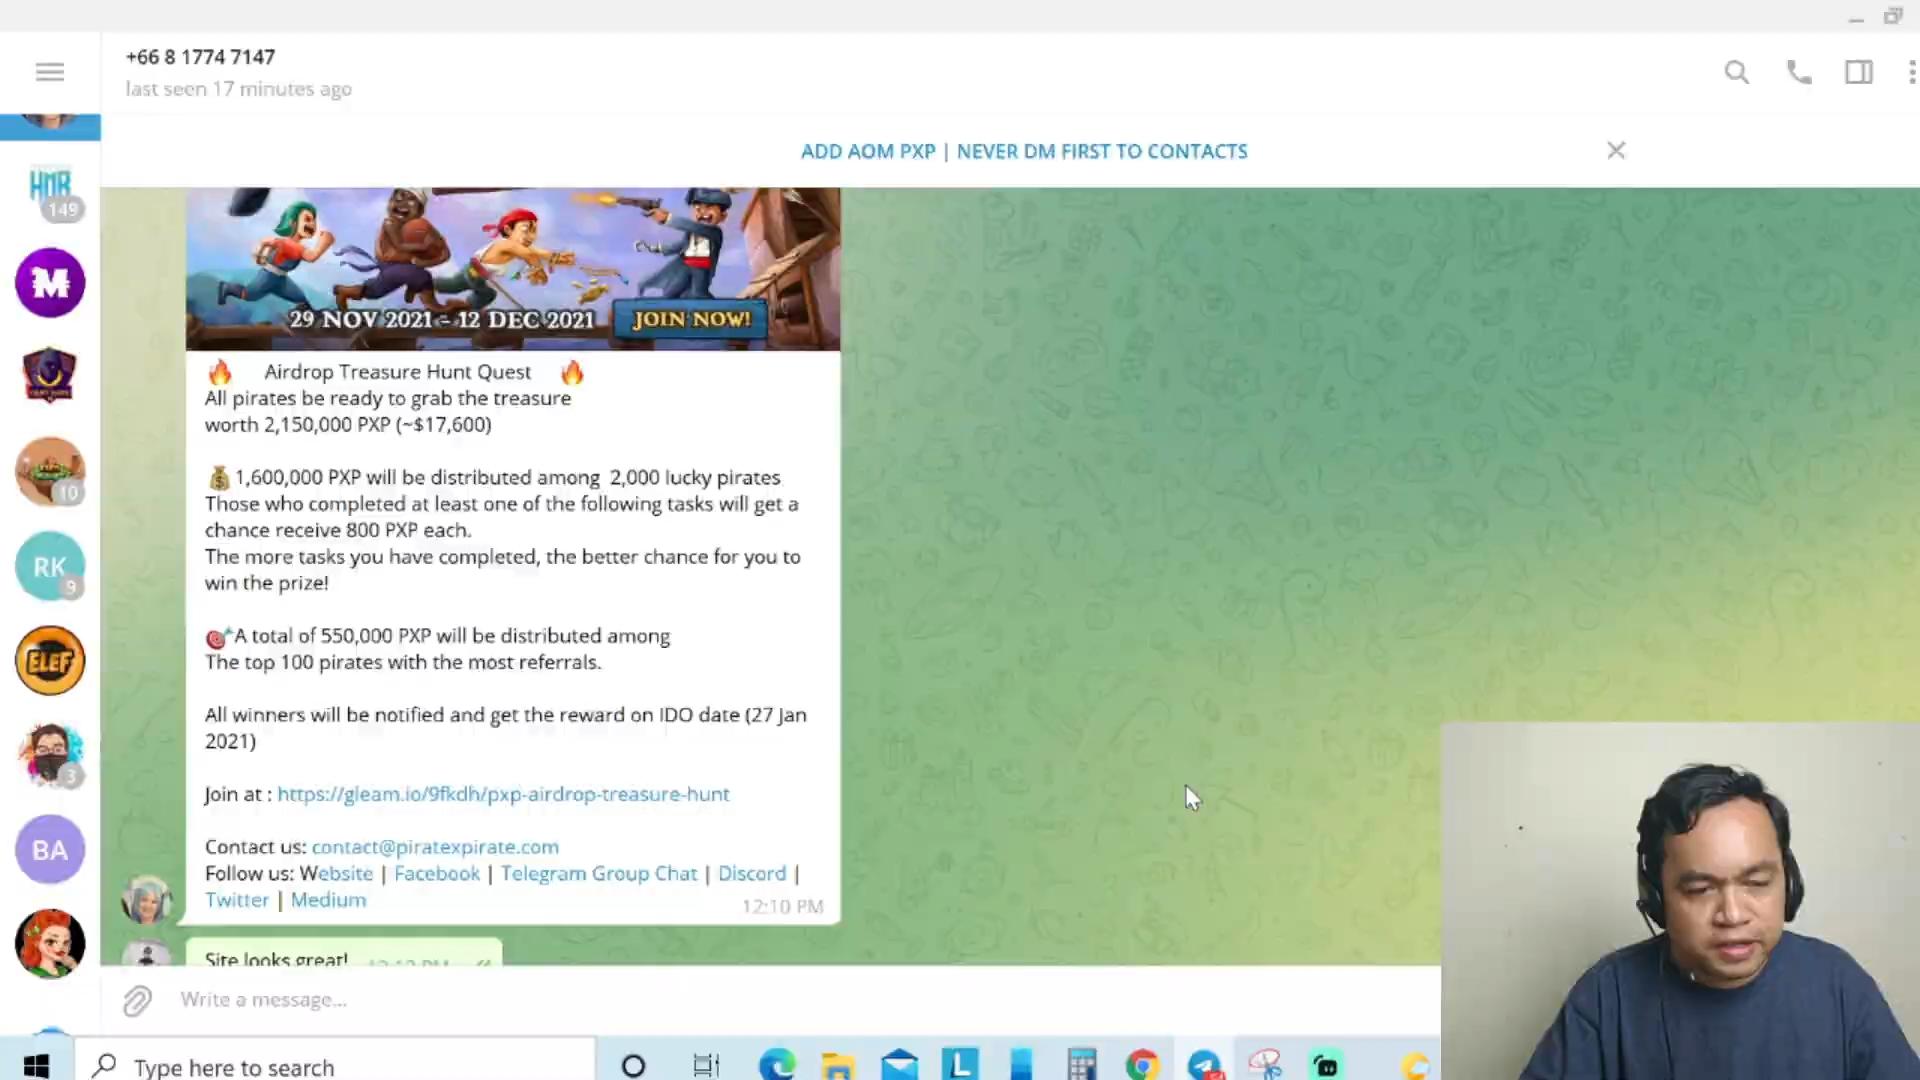 +66 8 1774 7147
last seen 17 minutes ago
ADD AOM PXP | NEVER DM FIRST TO CONTACTS
HMR
149
M
10
RK
9
ELEF
3
BA
29 NOV 2021 - 12 DEC 2021
JOIN NOW!
🔥 Airdrop Treasure Hunt Quest 🔥
All pirates be ready to grab the treasure
worth 2,150,000 PXP (~$17,600)
💰1,600,000 PXP will be distributed among 2,000 lucky pirates
Those who completed at least one of the following tasks will get a
chance receive 800 PXP each.
The more tasks you have completed, the better chance for you to
win the prize!
🎯A total of 550,000 PXP will be distributed among
The top 100 pirates with the most referrals.
All winners will be notified and get the reward on IDO date (27 Jan
2021)
Join at : https://gleam.io/9fkdh/pxp-airdrop-treasure-hunt
Contact us: contact@piratexpirate.com
Follow us: Website | Facebook | Telegram Group Chat | Discord |
Twitter | Medium
12:10 PM
Site looks great!
Write a message...
Type here to search
L